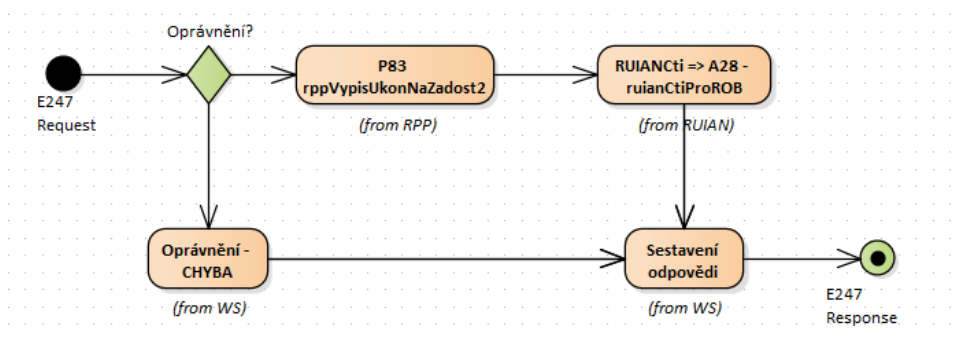 Oprávnění?
E247
Request
P83
rppVypisUkonNaZadost2
(from RPP)
RUIANCti => A28 -
ruianCtiProROB
(from RUIAN)
Oprávnění -
CHYBA
(from WS)
Sestavení
odpovědi
(from WS)
E247
Response